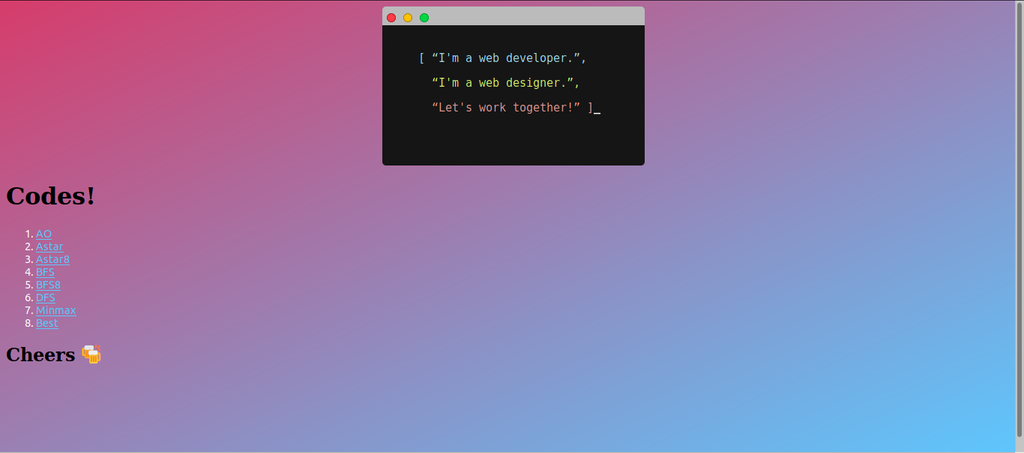 [ “I'm a web developer.”,
“I'm a web designer.”,
“Let's work together!” ]_
Codes!
1. AO
2. Astar
3. Astar8
4. BFS
5. BFS8
6. DFS
7. Minmax
8. Best
Cheers 🍻